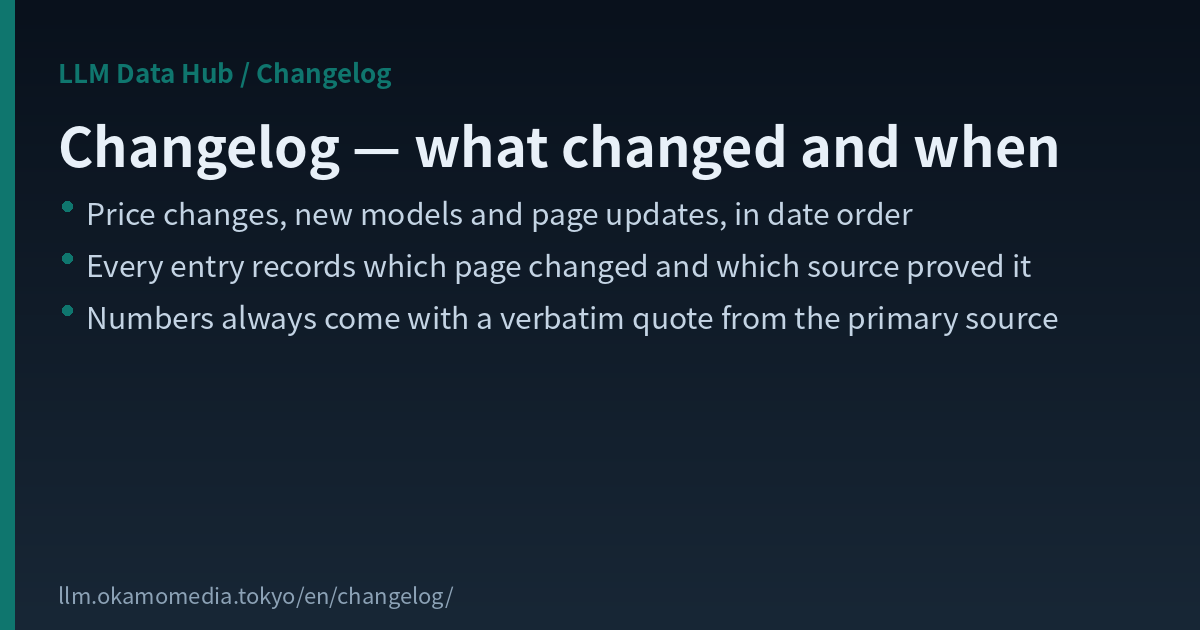 LLM Data Hub / Changelog
Changelog — what changed and when
• Price changes, new models and page updates, in date order
• Every entry records which page changed and which source proved it
• Numbers always come with a verbatim quote from the primary source
llm.okamomedia.tokyo/en/changelog/